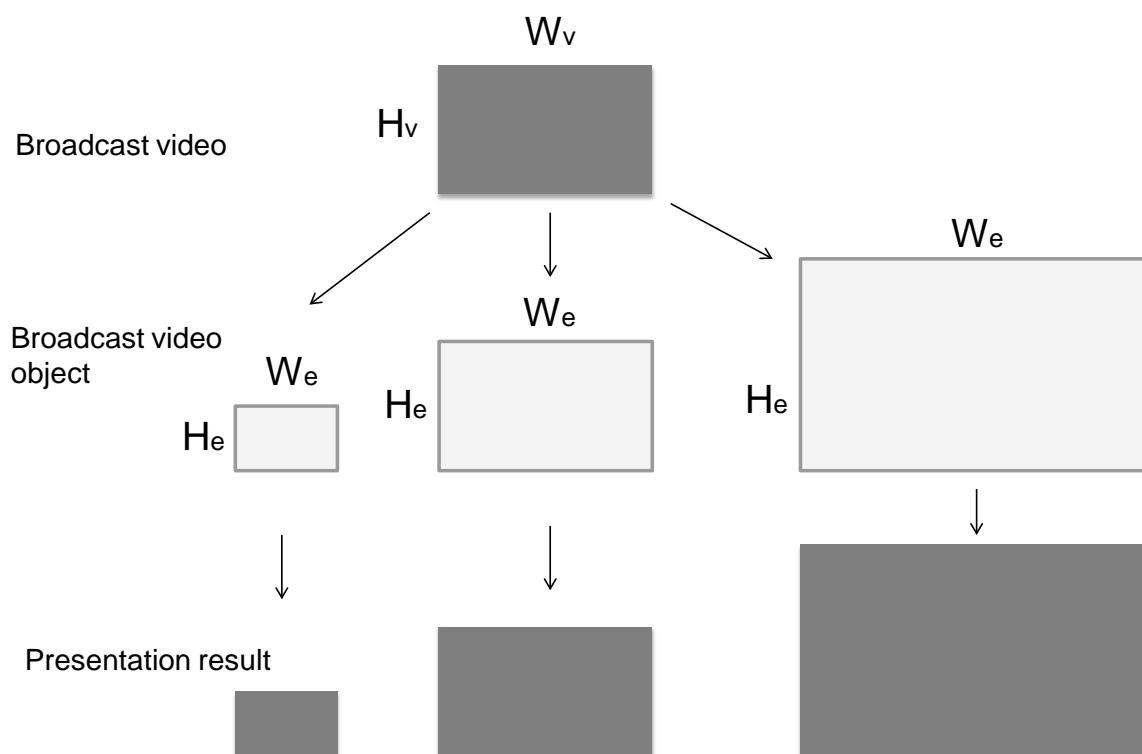 Wv
Hv
Broadcast video
We
We
Broadcast video
object
We
He
He
He
Presentation result